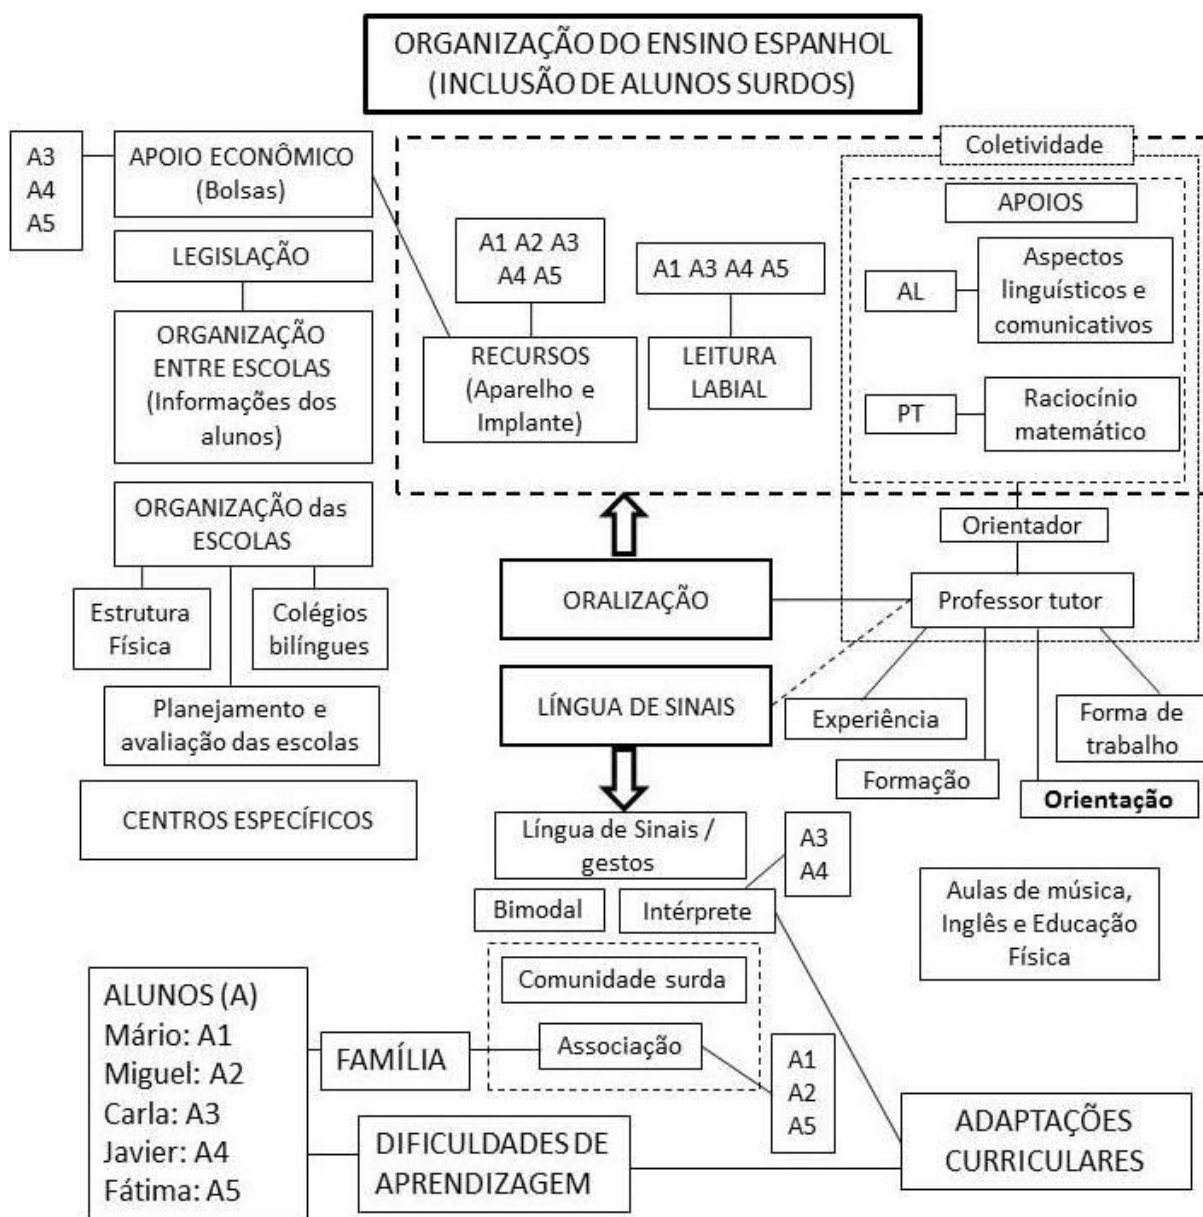 ORGANIZAÇÃO DO ENSINO ESPANHOL
(INCLUSÃO DE ALUNOS SURDOS)
A3
A4
A5
APOIO ECONÔMICO
(Bolsas)
LEGISLAÇÃO
ORGANIZAÇÃO
ENTRE ESCOLAS
(Informações dos
alunos)
ORGANIZAÇÃO das
ESCOLAS
Estrutura
Física
Colégios
bilíngues
Planejamento e
avaliação das escolas
CENTROS ESPECÍFICOS
A1 A2 A3
A4 A5
RECURSOS
(Aparelho e
Implante)
A1 A3 A4 A5
LEITURA
LABIAL
Coletividade
APOIOS
AL
Aspectos
linguísticos e
comunicativos
PT
Raciocínio
matemático
Orientador
Professor tutor
ORALIZAÇÃO
LÍNGUA DE SINAIS
Experiência
Formação
Orientação
Forma de
trabalho
Língua de Sinais /
gestos
A3
A4
Bimodal
Intérprete
Aulas de música,
Inglês e Educação
Física
Comunidade surda
Associação
A1
A2
A5
ALUNOS (A)
Mário: A1
Miguel: A2
Carla: A3
Javier: A4
Fátima: A5
FAMÍLIA
DIFICULDADES DE
APRENDIZAGEM
ADAPTAÇÕES
CURRICULARES